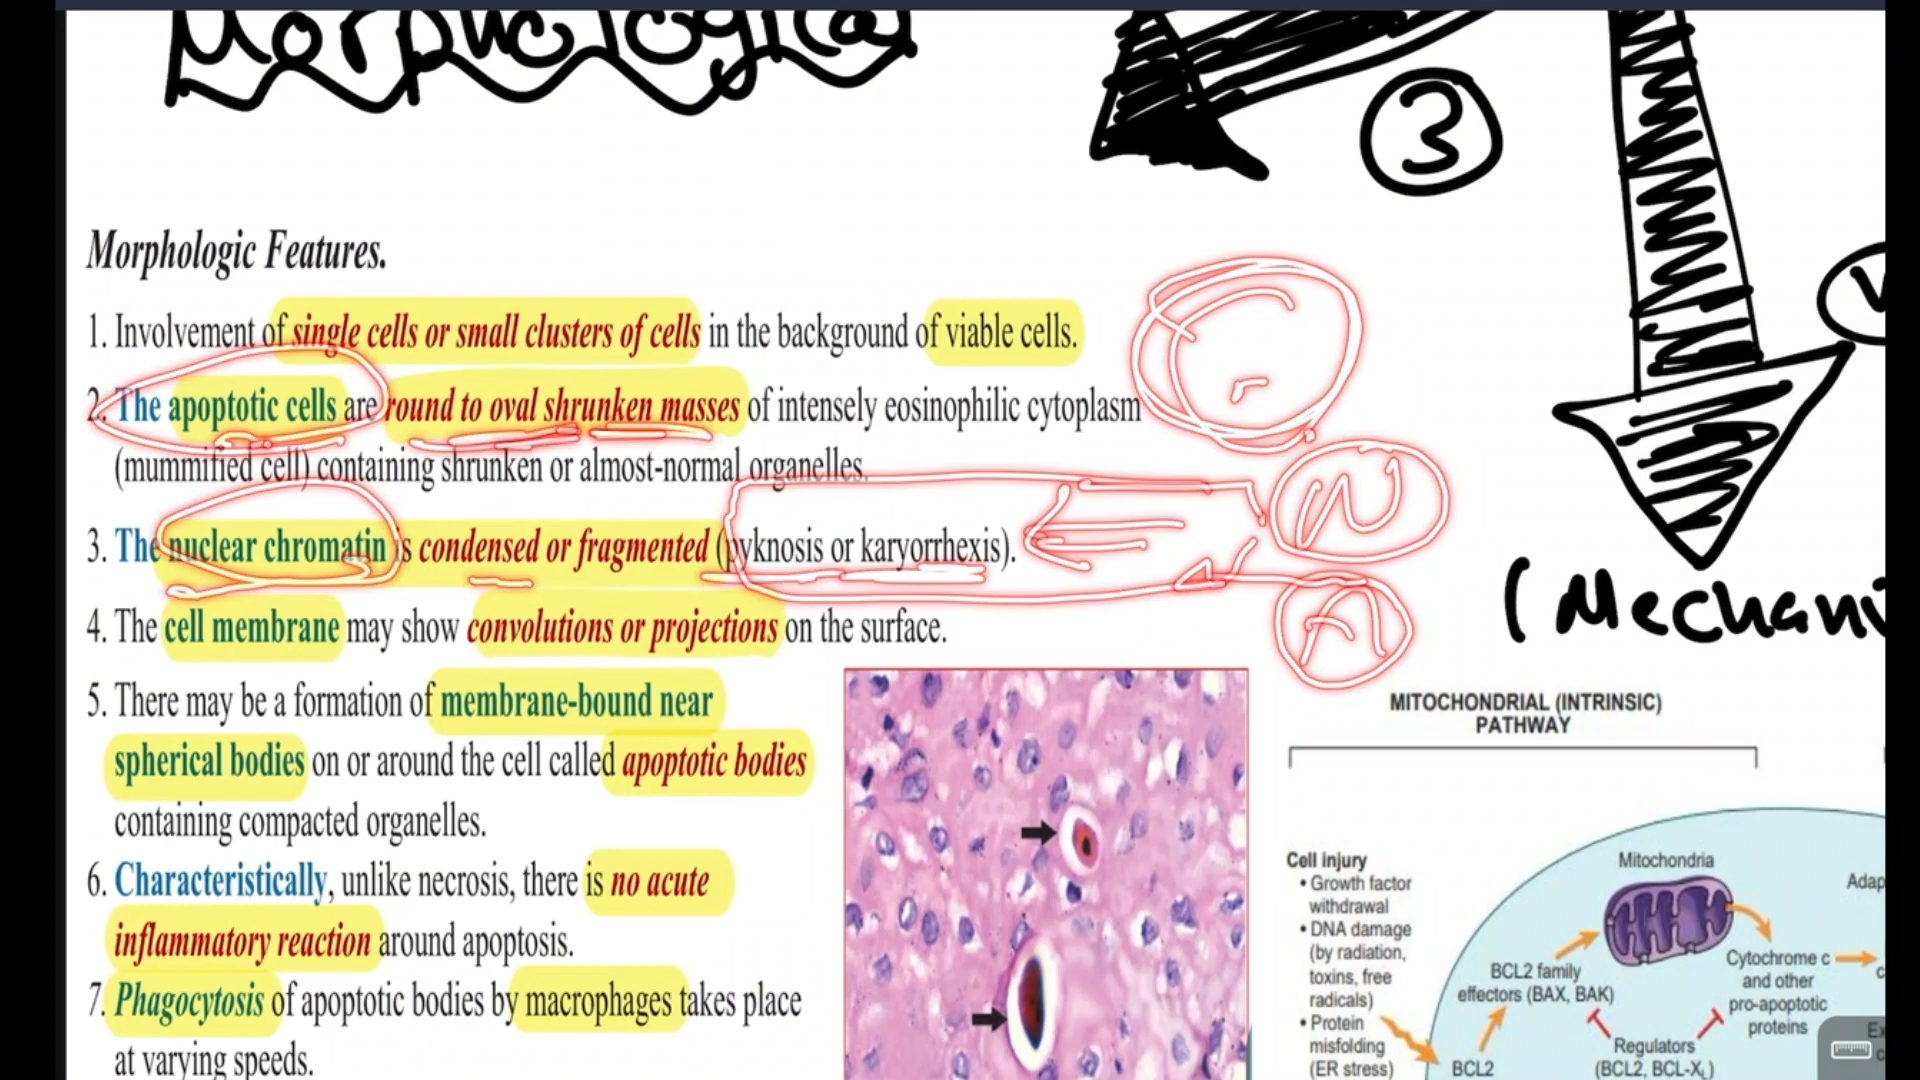 Morphologica
3
Morphologic Features.
1. Involvement of single cells or small clusters of cells in the background of viable cells.
2. The apoptotic cells are round to oval shrunken masses of intensely eosinophilic cytoplasm
(mummified cell) containing shrunken or almost-normal organelles.
N
3. The nuclear chromatin is condensed or fragmented (pyknosis or karyorrhexis).
A
(Mechani
4. The cell membrane may show convolutions or projections on the surface.
5. There may be a formation of membrane-bound near
spherical bodies on or around the cell called apoptotic bodies
containing compacted organelles.
6. Characteristically, unlike necrosis, there is no acute
inflammatory reaction around apoptosis.
7. Phagocytosis of apoptotic bodies by macrophages takes place
at varying speeds.
MITOCHONDRIAL (INTRINSIC)
PATHWAY
Cell injury
• Growth factor
withdrawal
• DNA damage
(by radiation,
toxins, free
radicals)
• Protein
misfolding
(ER stress)
Mitochondria
Adap
BCL2 family
effectors (BAX, BAK)
Cytochrome c
and other
pro-apoptotic
proteins
Regulators
(BCL2, BCL-XL)
BCL2
c
Ex
c